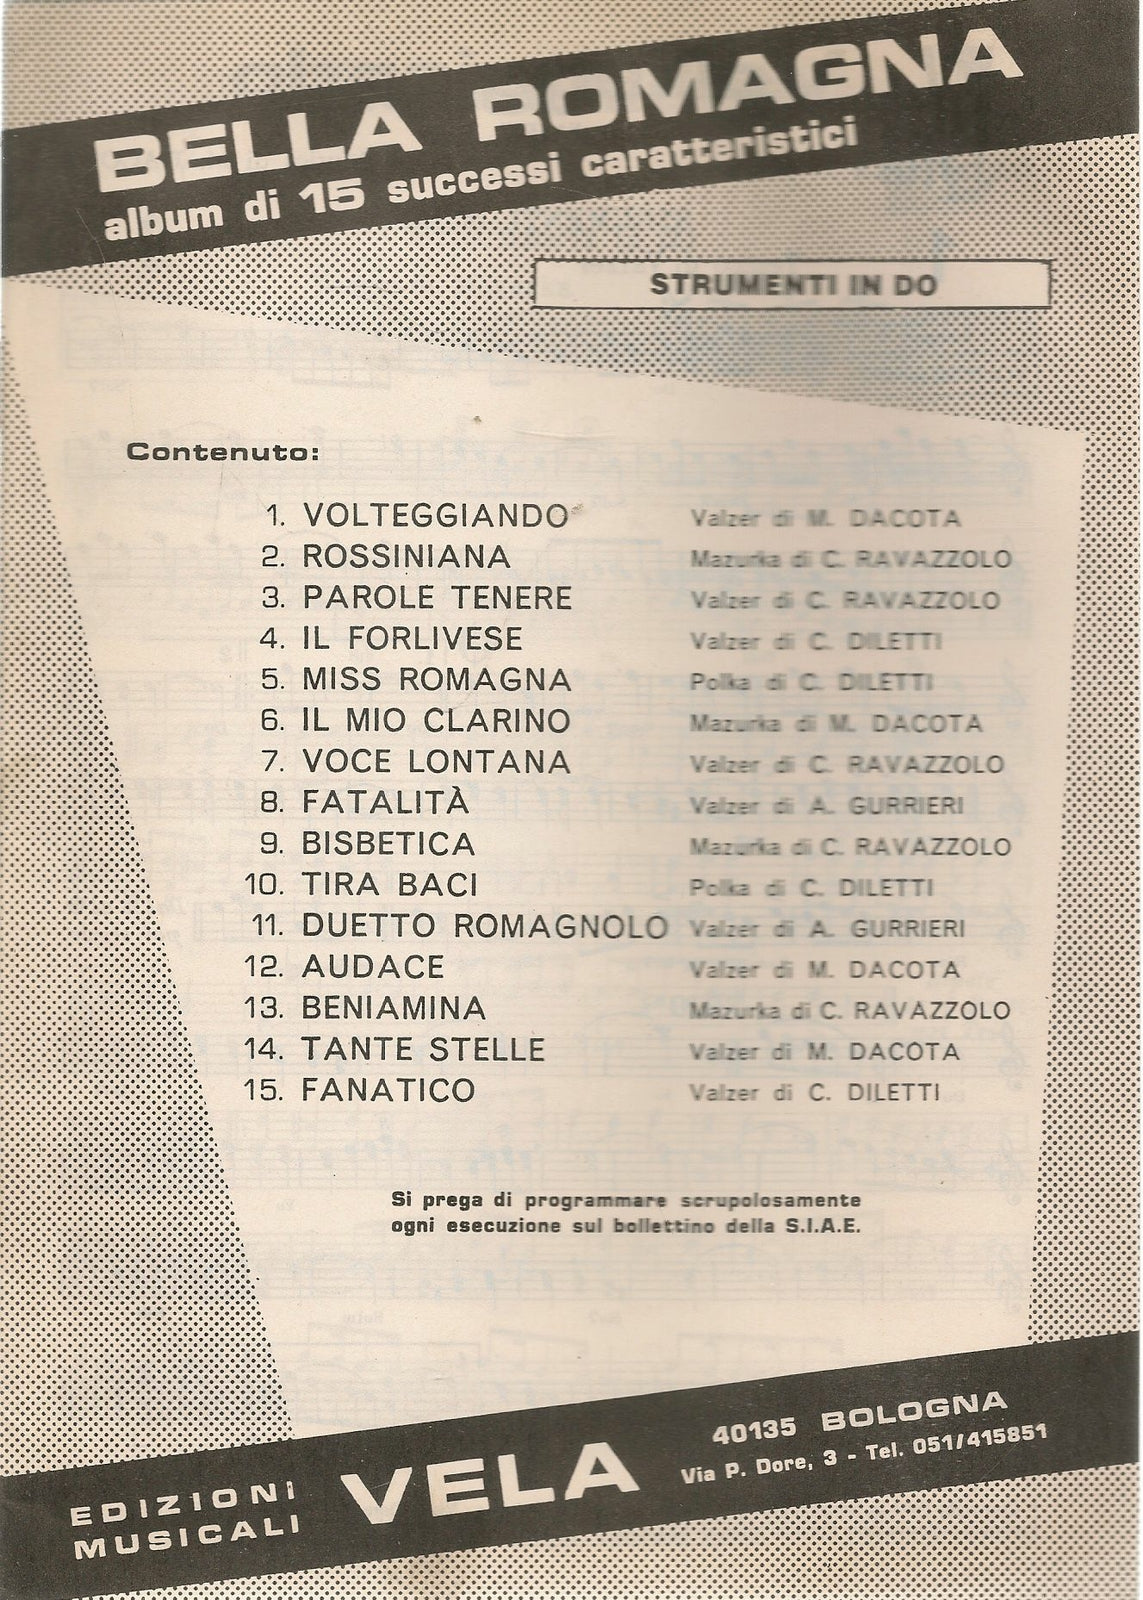 BELLA ROMAGNA
album di 15 successi caratteristici
STRUMENTI IN DO
Contenuto:
1. VOLTEGGIANDO Valzer di M. DACOTA
2. ROSSINIANA Mazurka di C. RAVAZZOLO
3. PAROLE TENERE Valzer di C. RAVAZZOLO
4. IL FORLIVESE Valzer di C. DILETTI
5. MISS ROMAGNA Polka di C. DILETTI
6. IL MIO CLARINO Mazurka di M. DACOTA
7. VOCE LONTANA Valzer di C. RAVAZZOLO
8. FATALITÀ Valzer di A. GURRIERI
9. BISBETICA Mazurka di C. RAVAZZOLO
10. TIRA BACI Polka di C. DILETTI
11. DUETTO ROMAGNOLO Valzer di A. GURRIERI
12. AUDACE Valzer di M. DACOTA
13. BENIAMINA Mazurka di C. RAVAZZOLO
14. TANTE STELLE Valzer di M. DACOTA
15. FANATICO Valzer di C. DILETTI
Si prega di programmare scrupolosamente
ogni esecuzione sul bollettino della S.I.A.E.
EDIZIONI
MUSICALI
VELA
40135 BOLOGNA
Via P. Dore, 3 - Tel. 051/415851